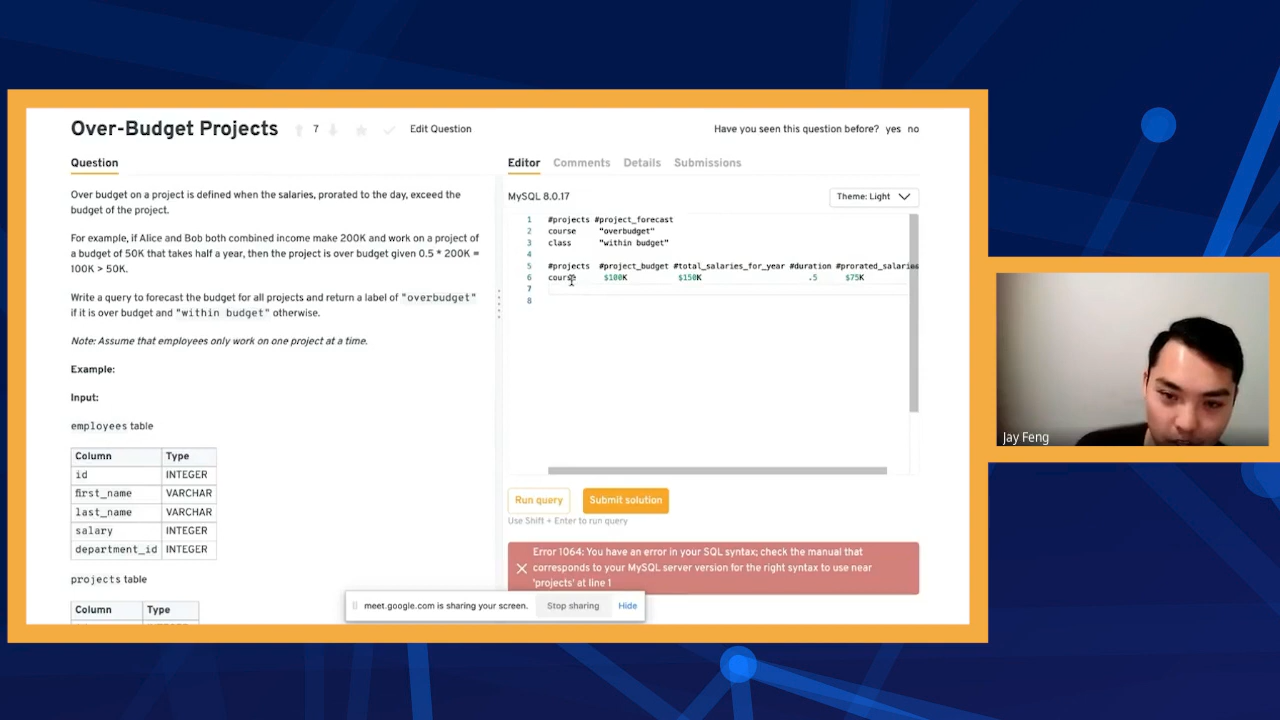 Over-Budget Projects 7 Edit Question Have you seen this question before? yes no
Question
Over budget on a project is defined when the salaries, prorated to the day, exceed the
budget of the project.
For example, if Alice and Bob both combined income make 200K and work on a project of
a budget of 50K that takes half a year, then the project is over budget given 0.5 * 200K =
100K > 50K.
Write a query to forecast the budget for all projects and return a label of "overbudget"
if it is over budget and "within budget" otherwise.
Note: Assume that employees only work on one project at a time.
Example:
Input:
employees table
Column Type
id INTEGER
first_name VARCHAR
last_name VARCHAR
salary INTEGER
department_id INTEGER
projects table
Column Type
Editor Comments Details Submissions
MySQL 8.0.17 Theme: Light
1 #projects #project_forecast
2 course "overbudget"
3 class "within budget"
4
5 #projects #project_budget #total_salaries_for_year #duration #prorated_salaries
6 course $100K $150K .5 $75K
7
8
Run query Submit solution
Use Shift + Enter to run query
Error 1064: You have an error in your SQL syntax; check the manual that
corresponds to your MySQL server version for the right syntax to use near
'projects' at line 1
meet.google.com is sharing your screen. Stop sharing Hide
Jay Feng